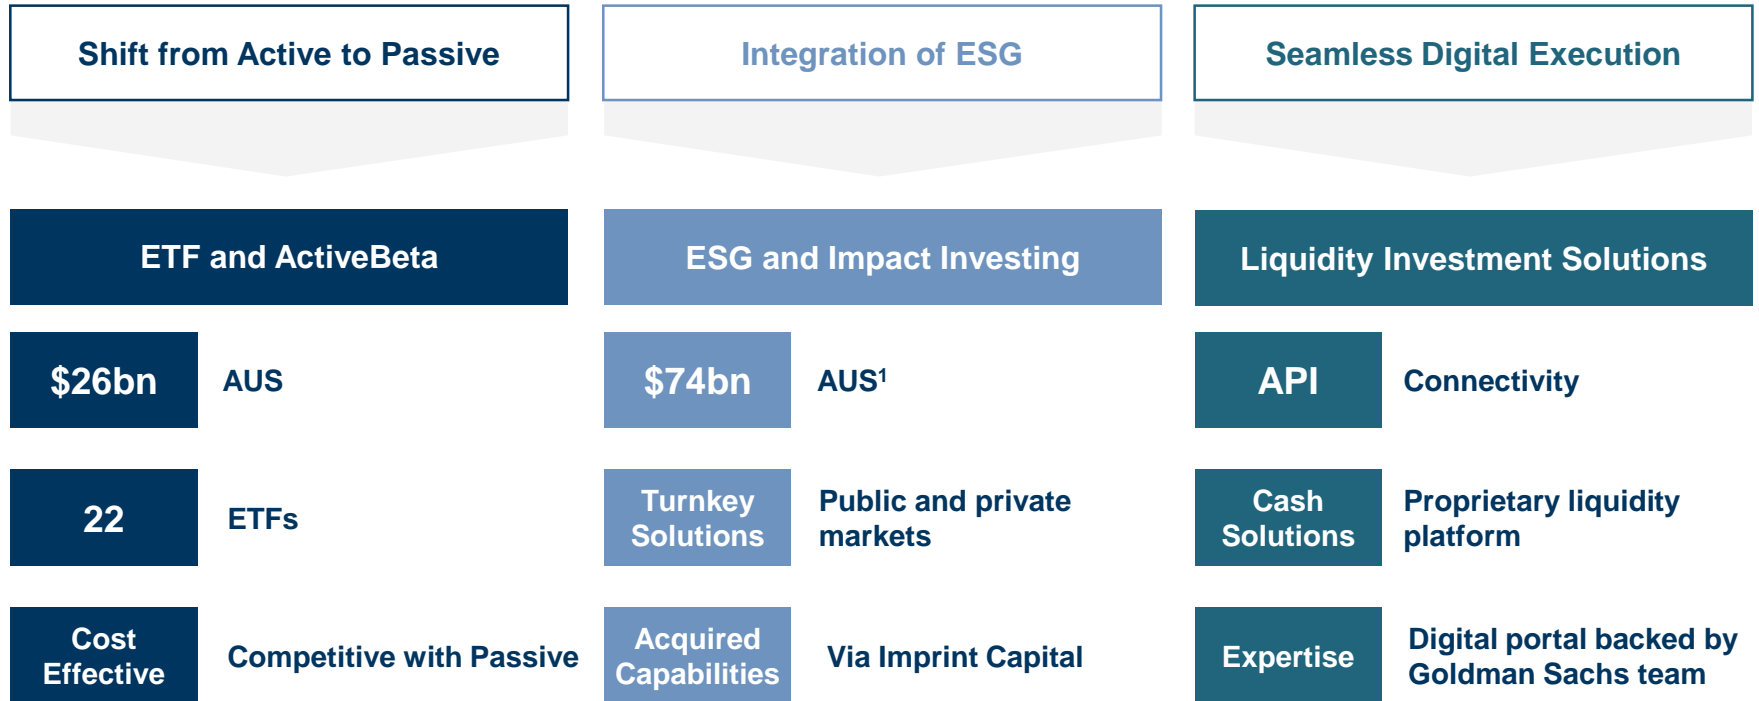 Shift from Active to Passive
Integration of ESG
Seamless Digital Execution
ETF and ActiveBeta
ESG and Impact Investing
Liquidity Investment Solutions
$26bn
AUS
$74bn
AUS¹
API
Connectivity
22
ETFs
Turnkey
Solutions
Public and private
markets
Cash
Solutions
Proprietary liquidity
platform
Cost
Effective
Competitive with Passive
Acquired
Capabilities
Via Imprint Capital
Expertise
Digital portal backed by
Goldman Sachs team